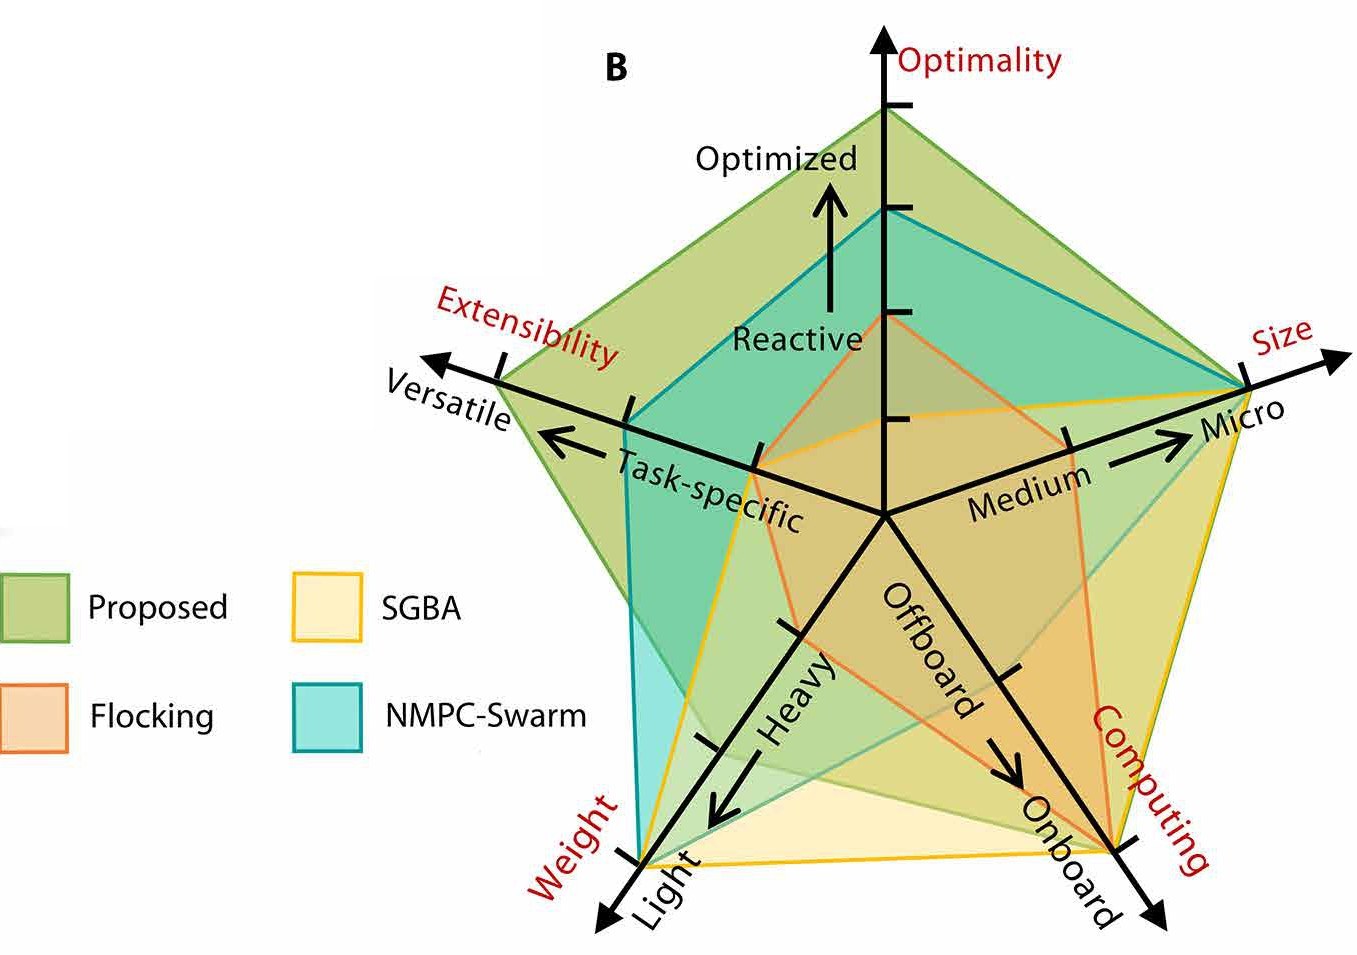 B
Optimality
Optimized
Reactive
Extensibility
Versatile
Task-specific
Size
Micro
Medium
Offboard
Onboard
Computing
Heavy
Light
Weight
Proposed
SGBA
Flocking
NMPC-Swarm